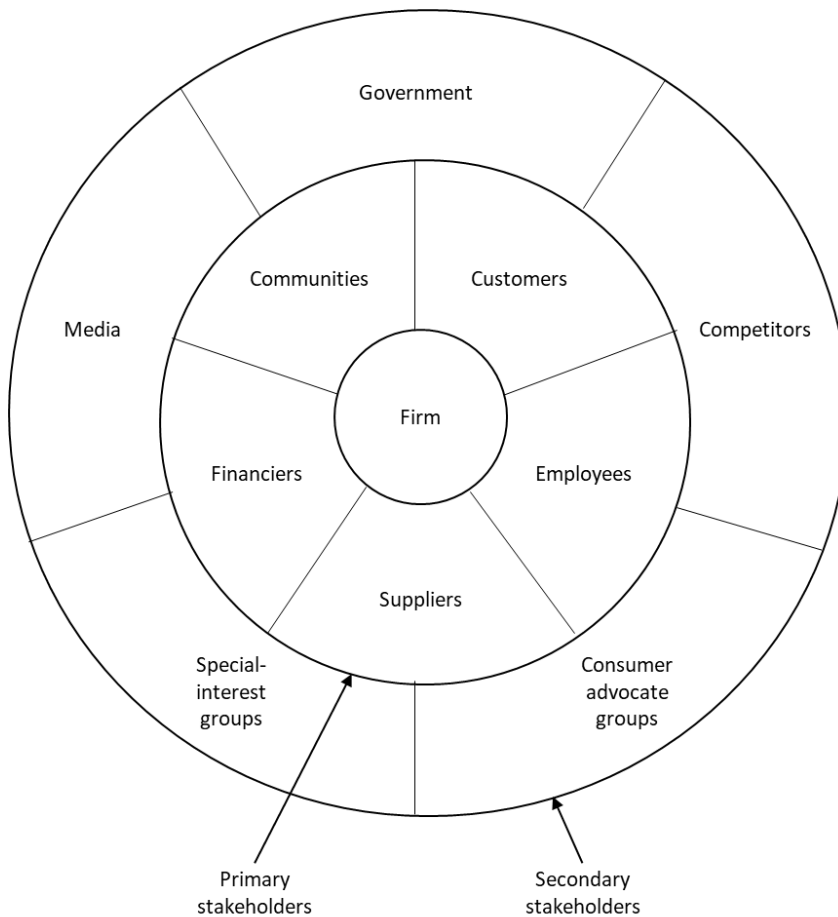 Government
Communities
Customers
Media
Competitors
Firm
Financiers
Employees
Suppliers
Special-
interest
groups
Consumer
advocate
groups
Primary
stakeholders
Secondary
stakeholders